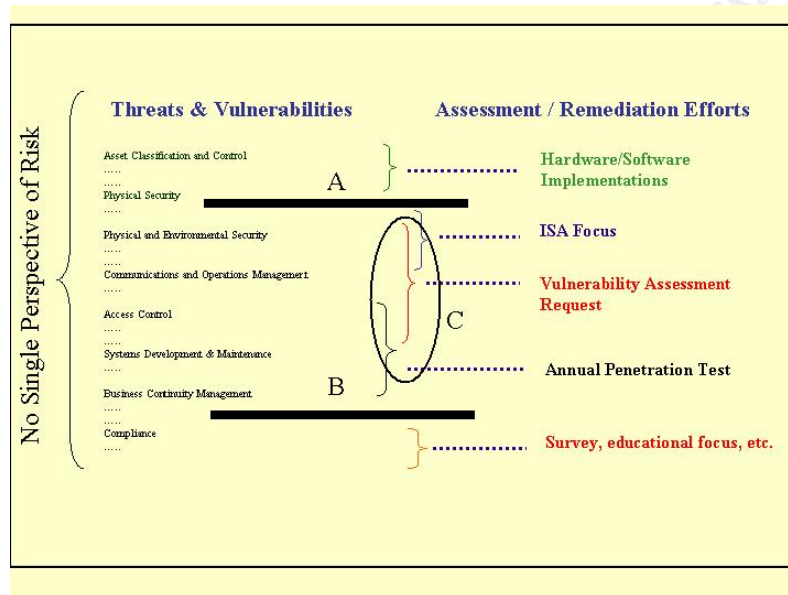 No Single Perspective of Risk
Threats & Vulnerabilities
Asset Classification and Control
.....
.....
Physical Security
.....
Physical and Environmental Security
.....
.....
Communications and Operations Management
.....
Access Control
.....
.....
Systems Development & Maintenance
.....
Business Continuity Management
.....
.....
Compliance
.....
A
B
C
Assessment / Remediation Efforts
Hardware/Software
Implementations
ISA Focus
Vulnerability Assessment
Request
Annual Penetration Test
Survey, educational focus, etc.